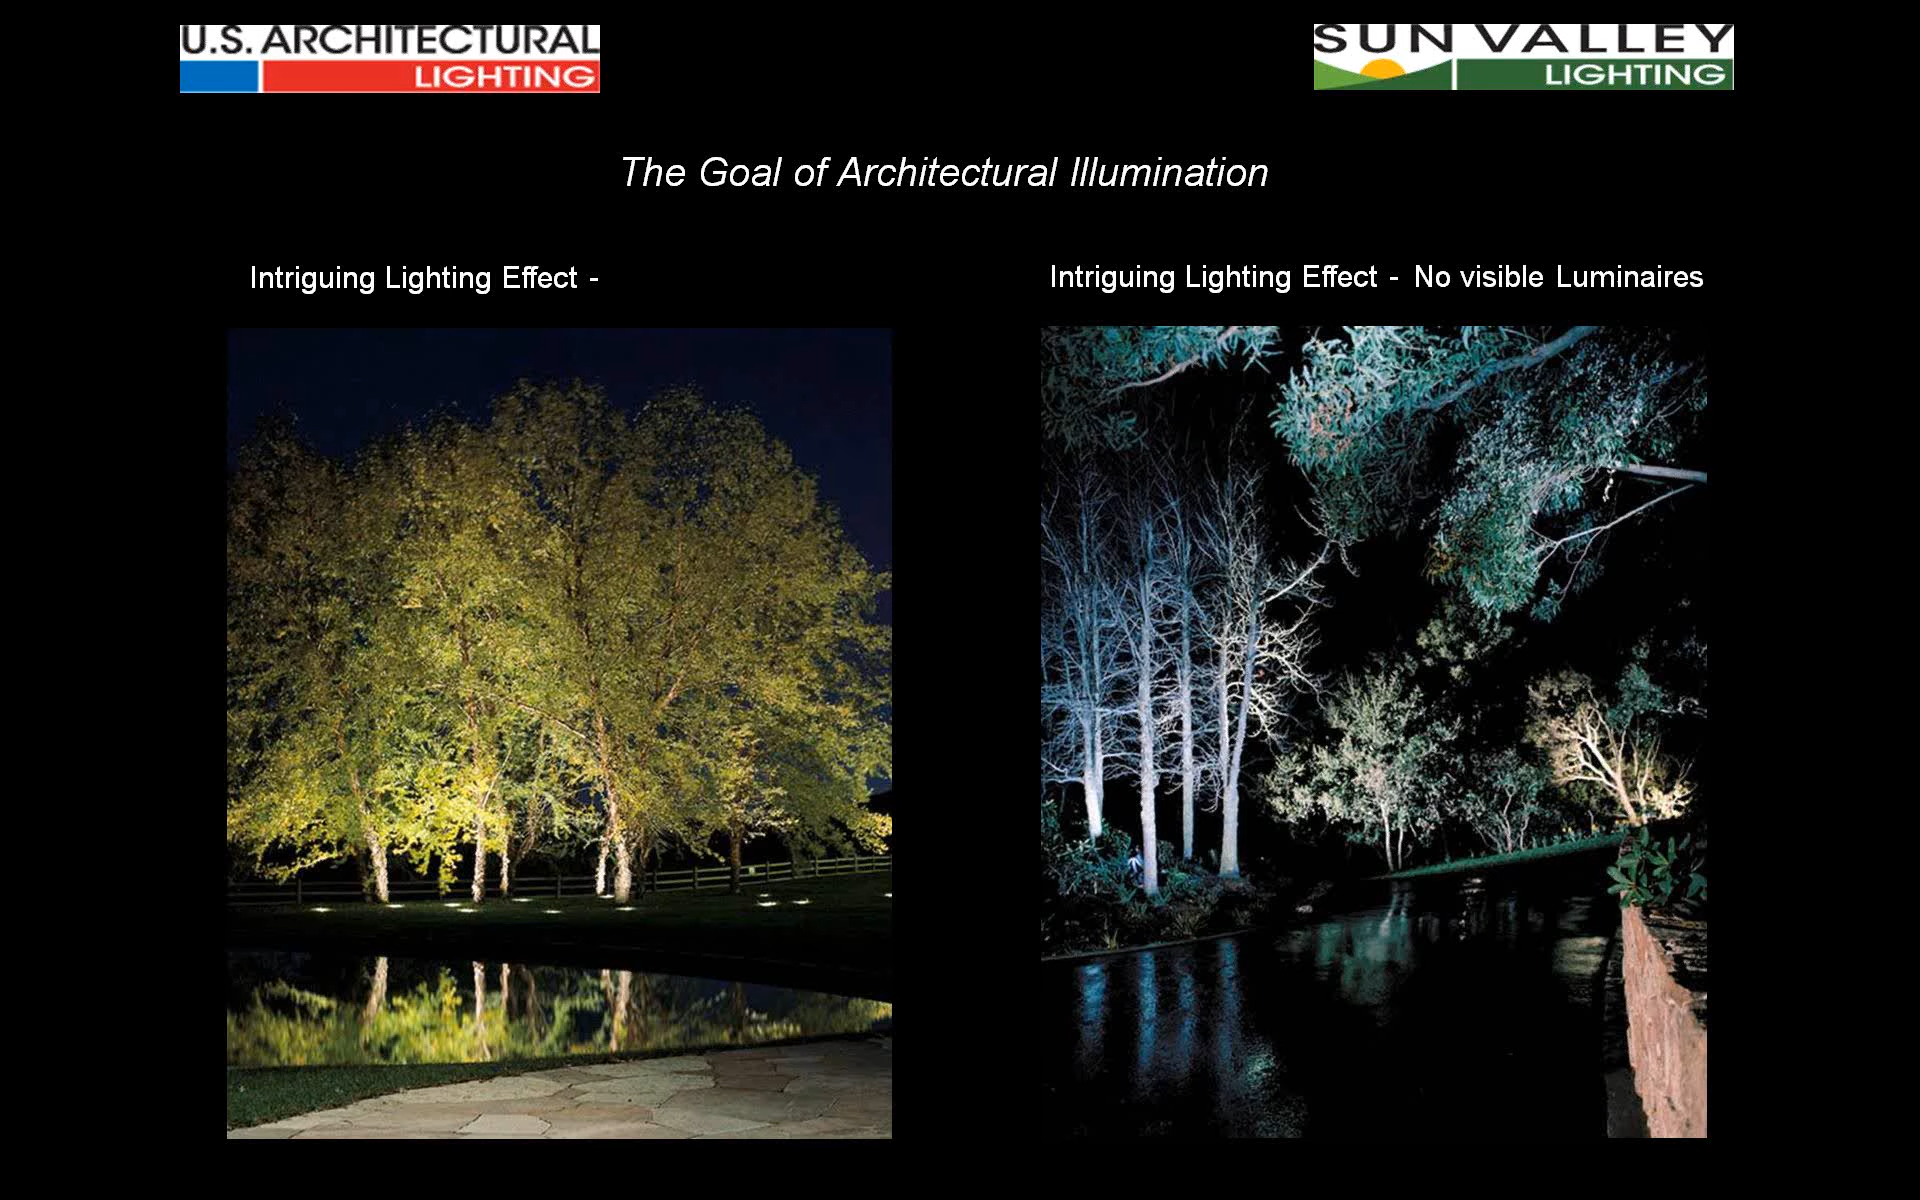 U.S. ARCHITECTURAL
LIGHTING
SUN VALLEY
LIGHTING
The Goal of Architectural Illumination
Intriguing Lighting Effect -
Intriguing Lighting Effect - No visible Luminaires